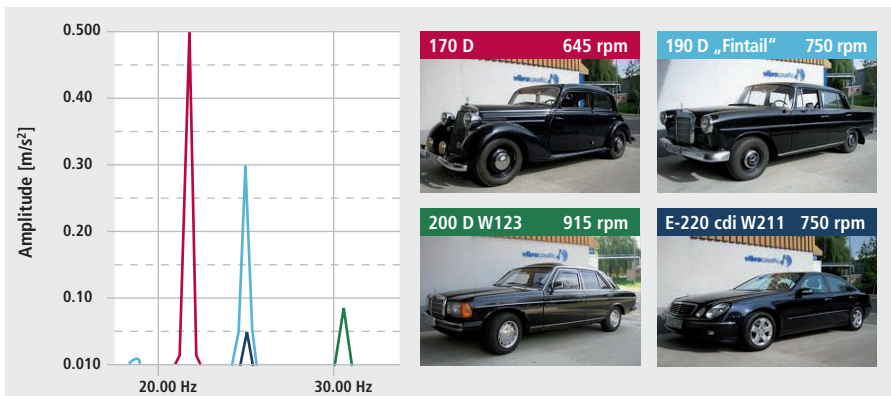 0.500
0.40
0.30
0.20
0.10
0.010
Amplitude [m/s²]
20.00 Hz
30.00 Hz
170 D 645 rpm
vibracoustic
190 D „Fintail“ 750 rpm
vibracoustic
200 D W123 915 rpm
vibracoustic
E-220 cdi W211 750 rpm
vibracoustic